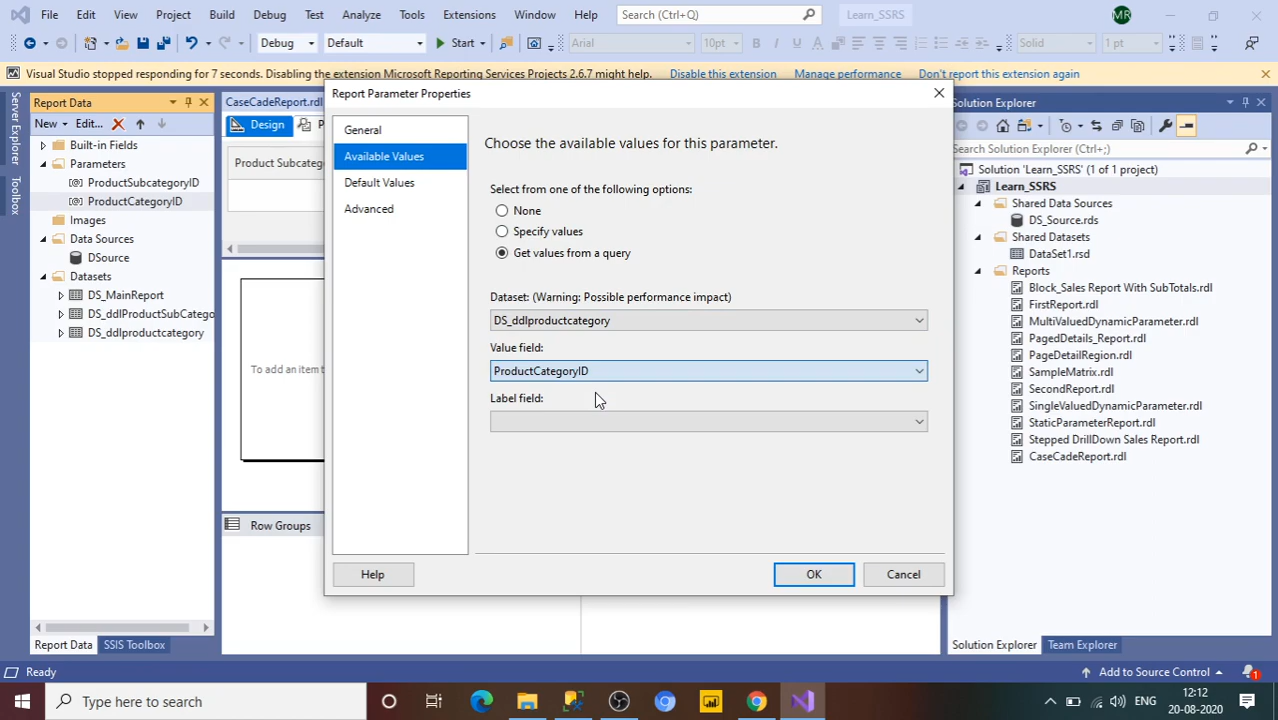 File Edit View Project Build Debug Test Analyze Tools Extensions Window Help Search (Ctrl+Q) Learn_SSRS MR
Debug Default Start Arial 10pt B I U A Solid 1 pt
Visual Studio stopped responding for 7 seconds. Disabling the extension Microsoft Reporting Services Projects 2.6.7 might help. Disable this extension Manage performance Don't report this extension again
Server Explorer
Toolbox
Report Data
New Edit...
Built-in Fields
Parameters
ProductSubcategoryID
ProductCategoryID
Images
Data Sources
DSource
Datasets
DS_MainReport
DS_ddlProductSubCatego
DS_ddlproductcategory
Report Data SSIS Toolbox
CaseCadeReport.rdl
Design P
Product Subcateg
To add an item t
Row Groups
Report Parameter Properties
General
Available Values
Default Values
Advanced
Choose the available values for this parameter.
Select from one of the following options:
None
Specify values
Get values from a query
Dataset: (Warning: Possible performance impact)
DS_ddlproductcategory
Value field:
ProductCategoryID
Label field:
Help OK Cancel
Solution Explorer
Search Solution Explorer (Ctrl+;)
Solution 'Learn_SSRS' (1 of 1 project)
Learn_SSRS
Shared Data Sources
DS_Source.rds
Shared Datasets
DataSet1.rsd
Reports
Block_Sales Report With SubTotals.rdl
FirstReport.rdl
MultiValuedDynamicParameter.rdl
PagedDetails_Report.rdl
PageDetailRegion.rdl
SampleMatrix.rdl
SecondReport.rdl
SingleValuedDynamicParameter.rdl
StaticParameterReport.rdl
Stepped DrillDown Sales Report.rdl
CaseCadeReport.rdl
Solution Explorer Team Explorer
Ready Add to Source Control 1
Type here to search ENG 12:12
20-08-2020